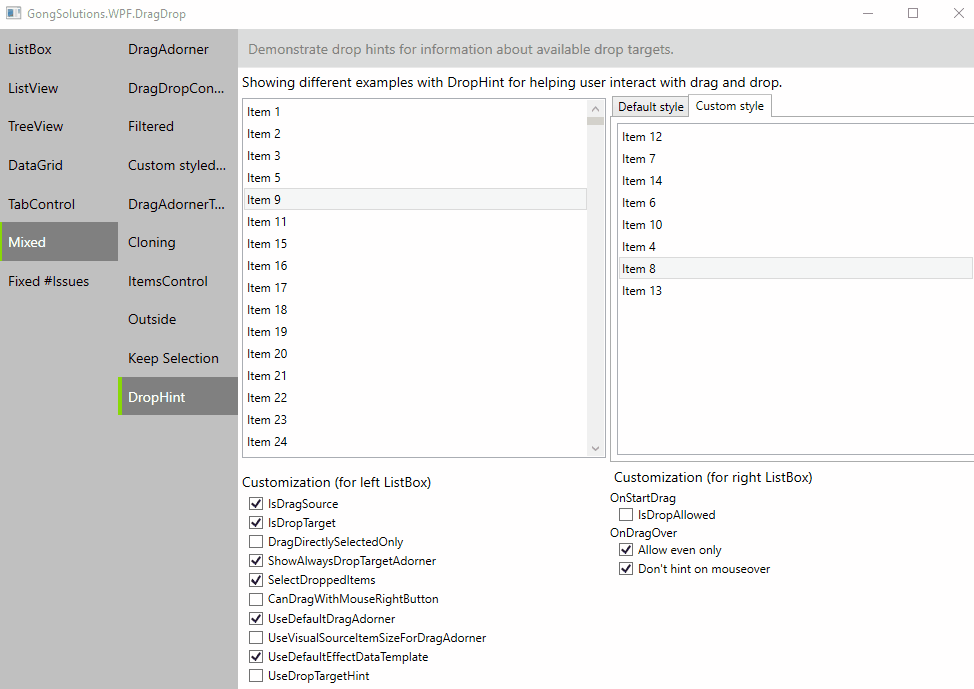 GongSolutions.WPF.DragDrop
ListBox
ListView
TreeView
DataGrid
TabControl
Mixed
Fixed #Issues
DragAdorner
DragDropCon...
Filtered
Custom styled...
DragAdornerT...
Cloning
ItemsControl
Outside
Keep Selection
DropHint
Demonstrate drop hints for information about available drop targets.
Showing different examples with DropHint for helping user interact with drag and drop.
Item 1
Item 2
Item 3
Item 5
Item 9
Item 11
Item 15
Item 16
Item 17
Item 18
Item 19
Item 20
Item 21
Item 22
Item 23
Item 24
Default style
Custom style
Item 12
Item 7
Item 14
Item 6
Item 10
Item 4
Item 8
Item 13
Customization (for left ListBox)
IsDragSource
IsDropTarget
DragDirectlySelectedOnly
ShowAlwaysDropTargetAdorner
SelectDroppedItems
CanDragWithMouseRightButton
UseDefaultDragAdorner
UseVisualSourceItemSizeForDragAdorner
UseDefaultEffectDataTemplate
UseDropTargetHint
Customization (for right ListBox)
OnStartDrag
IsDropAllowed
OnDragOver
Allow even only
Don't hint on mouseover